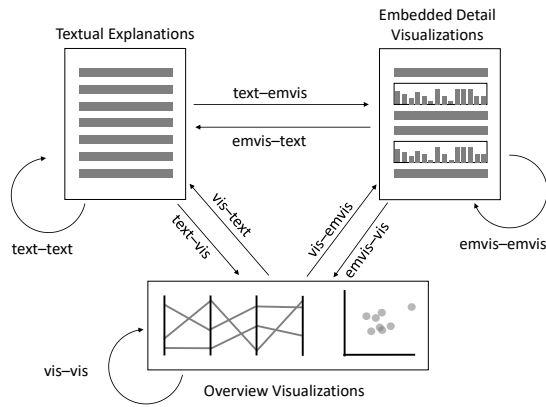 Textual Explanations
Embedded Detail
Visualizations
text–emvis
emvis–text
text–text
vis–text
text–vis
vis–emvis
emvis–vis
emvis–emvis
vis–vis
Overview Visualizations